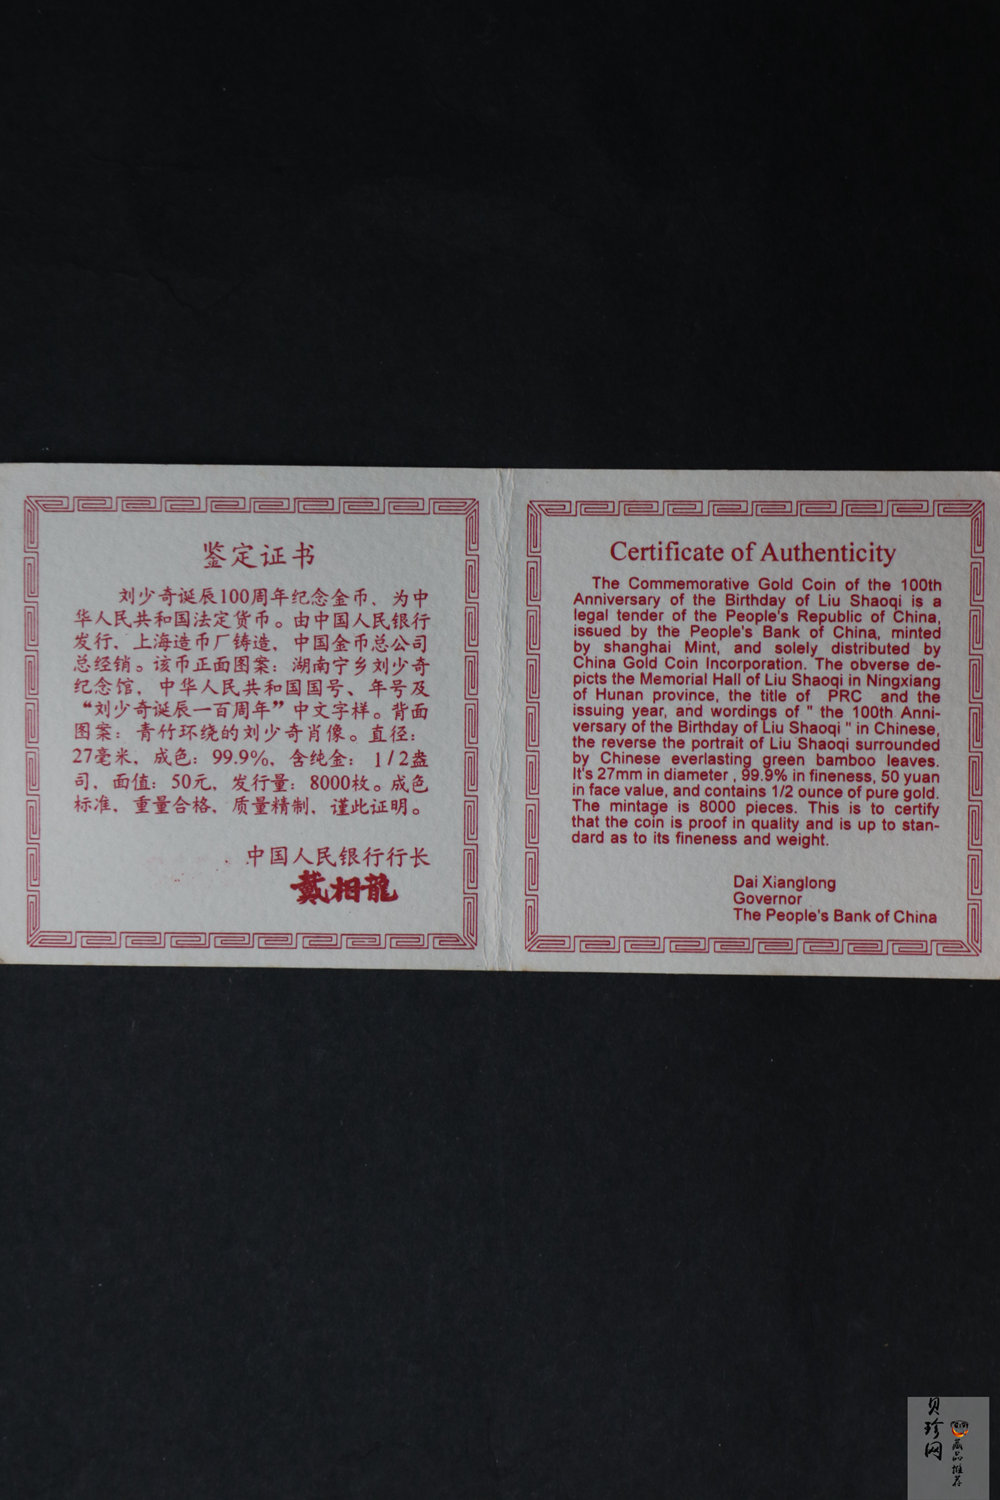 鉴定证书
刘少奇诞辰100周年纪念金币、为中
华人民共和国法定货币。由中国人民银行
发行、上海造币厂铸造、中国金币总公司
总经销。该币正面图案：湖南宁乡刘少奇
纪念馆，中华人民共和国国号、年号及
“刘少奇诞辰一百周年”中文字样。背面
图案：青竹环绕的刘少奇肖像。直径：
27毫米，成色：99.9%，含纯金：1/2盎
司，面值：50元，发行量：8000枚。成色
标准，重量合格，质量精制，谨此证明。
中国人民银行行长
戴相龍
Certificate of Authenticity
The Commemorative Gold Coin of the 100th
Anniversary of the Birthday of Liu Shaoqi is a
legal tender of the People's Republic of China,
issued by the People's Bank of China, minted
by shanghai Mint, and solely distributed by
China Gold Coin Incorporation. The obverse de-
picts the Memorial Hall of Liu Shaoqi in Ningxiang
of Hunan province, the title of PRC and the
issuing year, and wordings of " the 100th Anni-
versary of the Birthday of Liu Shaoqi " in Chinese,
the reverse the portrait of Liu Shaoqi surrounded
by Chinese everlasting green bamboo leaves.
It's 27mm in diameter , 99.9% in fineness, 50 yuan
in face value, and contains 1/2 ounce of pure gold.
The mintage is 8000 pieces. This is to certify
that the coin is proof in quality and is up to stan-
dard as to its fineness and weight.
Dai Xianglong
Governor
The People's Bank of China
贝珍网
藏品推荐